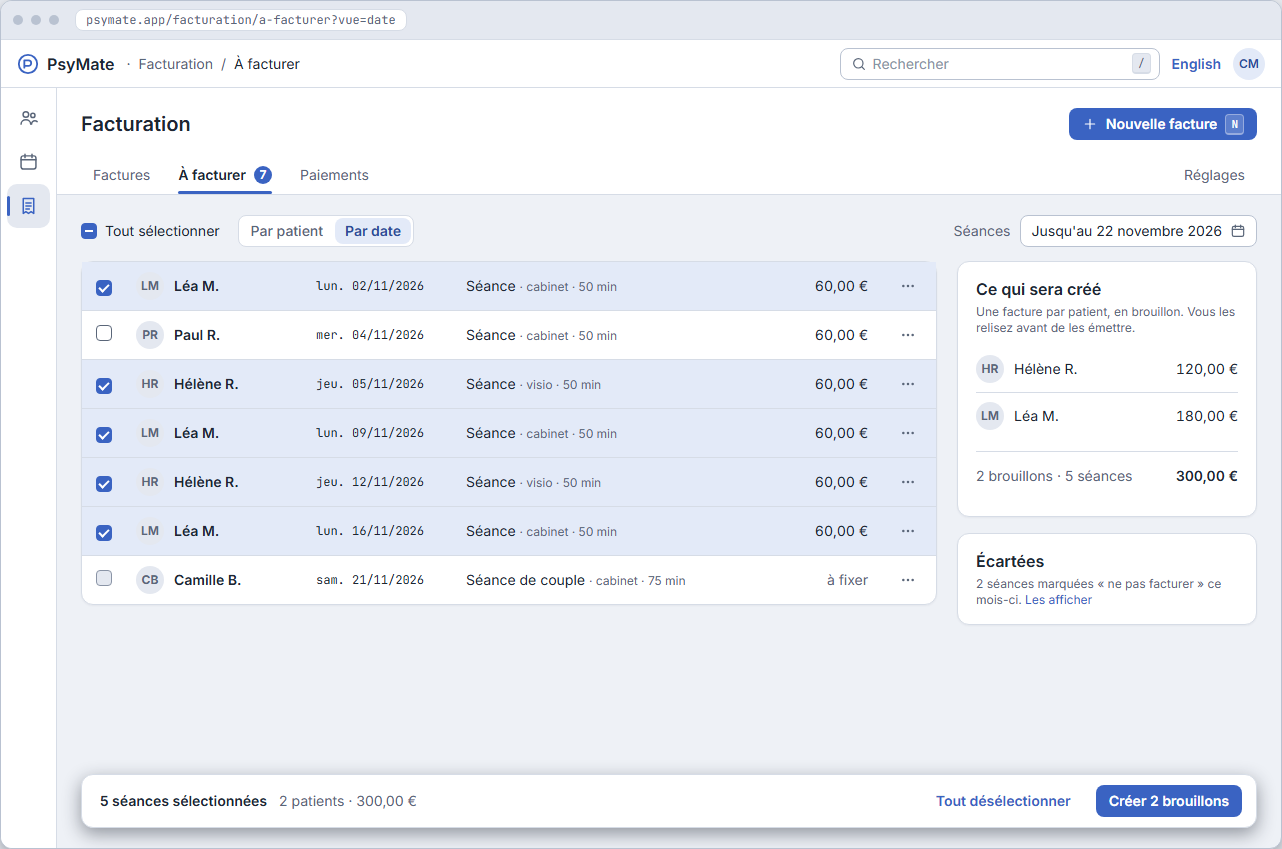 psymate.app/facturation/a-facturer?vue=date
PsyMate · Facturation / À facturer
Rechercher /
English
CM
Facturation
+ Nouvelle facture N
Factures
À facturer 7
Paiements
Réglages
Tout sélectionner
Par patient
Par date
Séances
Jusqu'au 22 novembre 2026
LM Léa M. lun. 02/11/2026 Séance · cabinet · 50 min 60,00 € ···
PR Paul R. mer. 04/11/2026 Séance · cabinet · 50 min 60,00 € ···
HR Hélène R. jeu. 05/11/2026 Séance · visio · 50 min 60,00 € ···
LM Léa M. lun. 09/11/2026 Séance · cabinet · 50 min 60,00 € ···
HR Hélène R. jeu. 12/11/2026 Séance · visio · 50 min 60,00 € ···
LM Léa M. lun. 16/11/2026 Séance · cabinet · 50 min 60,00 € ···
CB Camille B. sam. 21/11/2026 Séance de couple · cabinet · 75 min à fixer ···
Ce qui sera créé
Une facture par patient, en brouillon. Vous les
relisez avant de les émettre.
HR Hélène R. 120,00 €
LM Léa M. 180,00 €
2 brouillons · 5 séances 300,00 €
Écartées
2 séances marquées « ne pas facturer » ce
mois-ci. Les afficher
5 séances sélectionnées 2 patients · 300,00 €
Tout désélectionner
Créer 2 brouillons